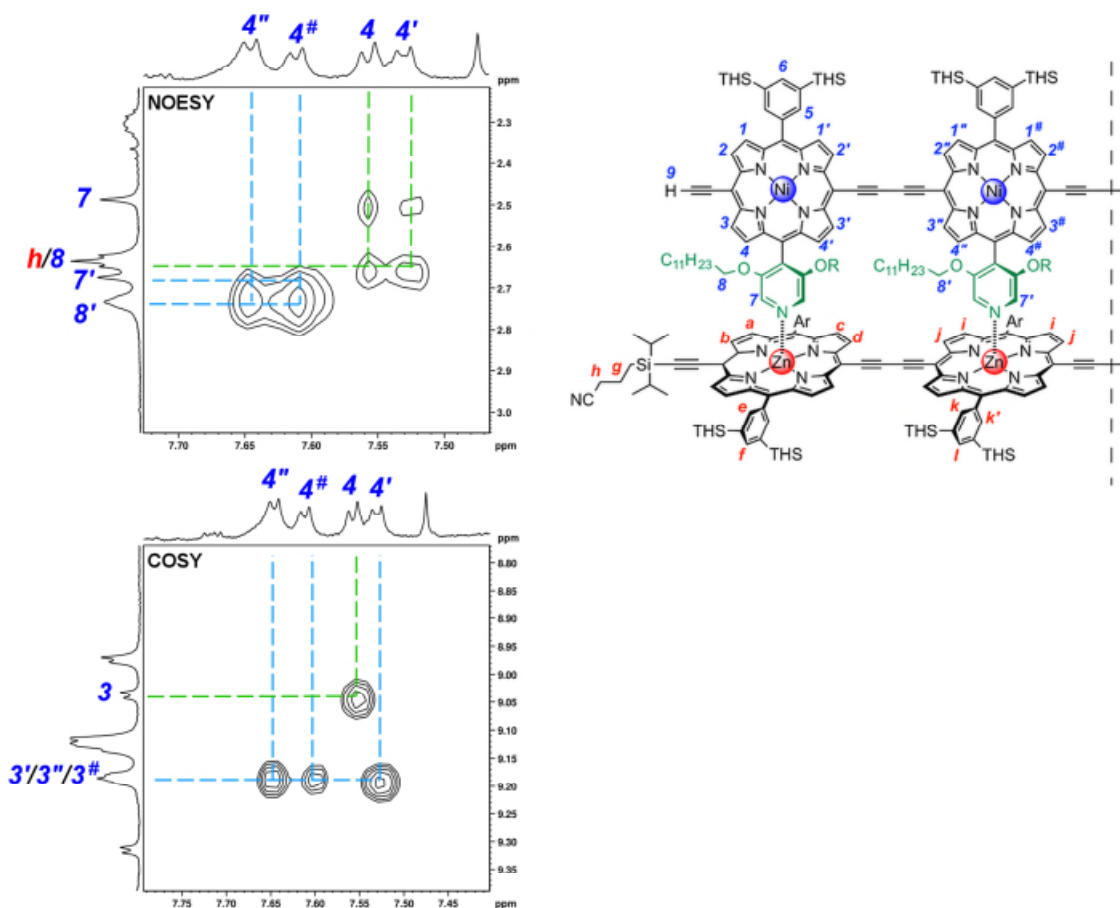 4" 4# 4 4'
ppm
NOESY
2.3
2.4
7
2.5
h/8
2.6
7'
2.7
8'
2.8
2.9
3.0
7.70 7.65 7.60 7.55 7.50 ppm
4" 4# 4 4'
ppm
COSY
8.80
8.85
8.90
8.95
3
9.00
9.05
9.10
9.15
3'/3"/3#
9.20
9.25
9.30
9.35
7.75 7.70 7.65 7.60 7.55 7.50 7.45 ppm
6
THS THS THS THS
5
1 1' 1" 1#
2 2' 2" 2#
9
H
N N N N
Ni Ni
N N N N
3 3' 3" 3#
4 4' 4" 4#
C11H23 O OR C11H23 O OR
8 8'
7 7'
N Ar N Ar
a c i i
b d j j
N N N N
Zn Zn
N N N N
h g Si
NC
e k k'
THS THS THS
f l
THS THS